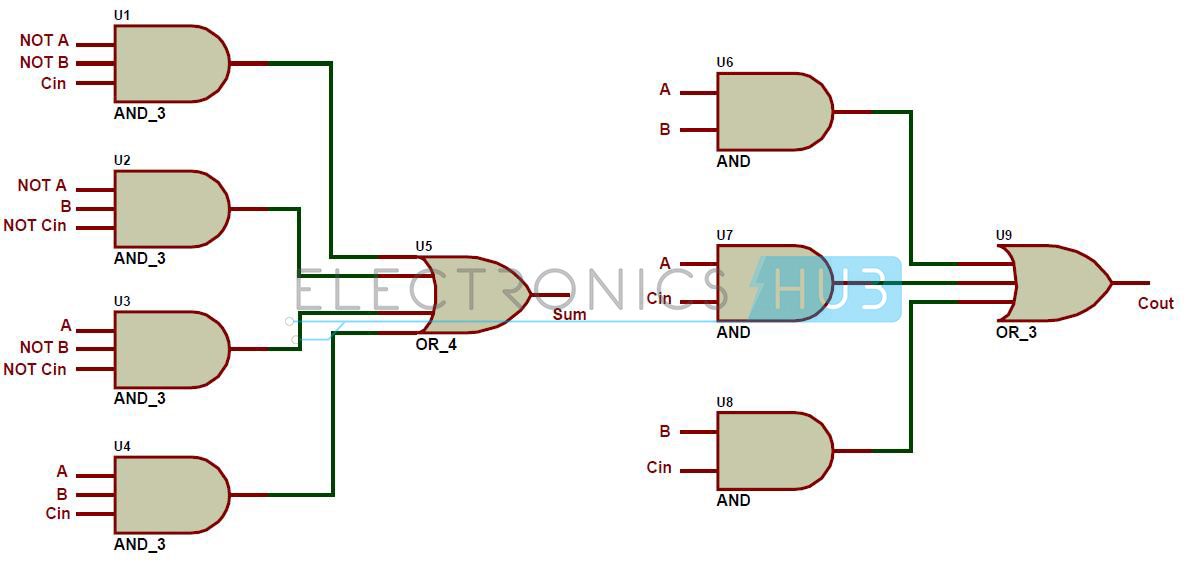 U1
NOT A
NOT B
Cin
AND_3
U2
NOT A
B
NOT Cin
AND_3
U3
A
NOT B
NOT Cin
AND_3
U4
A
B
Cin
AND_3
U5
Sum
OR_4
U6
A
B
AND
U7
A
Cin
AND
U8
B
Cin
AND
U9
Cout
OR_3
ELECTRONICS HUB